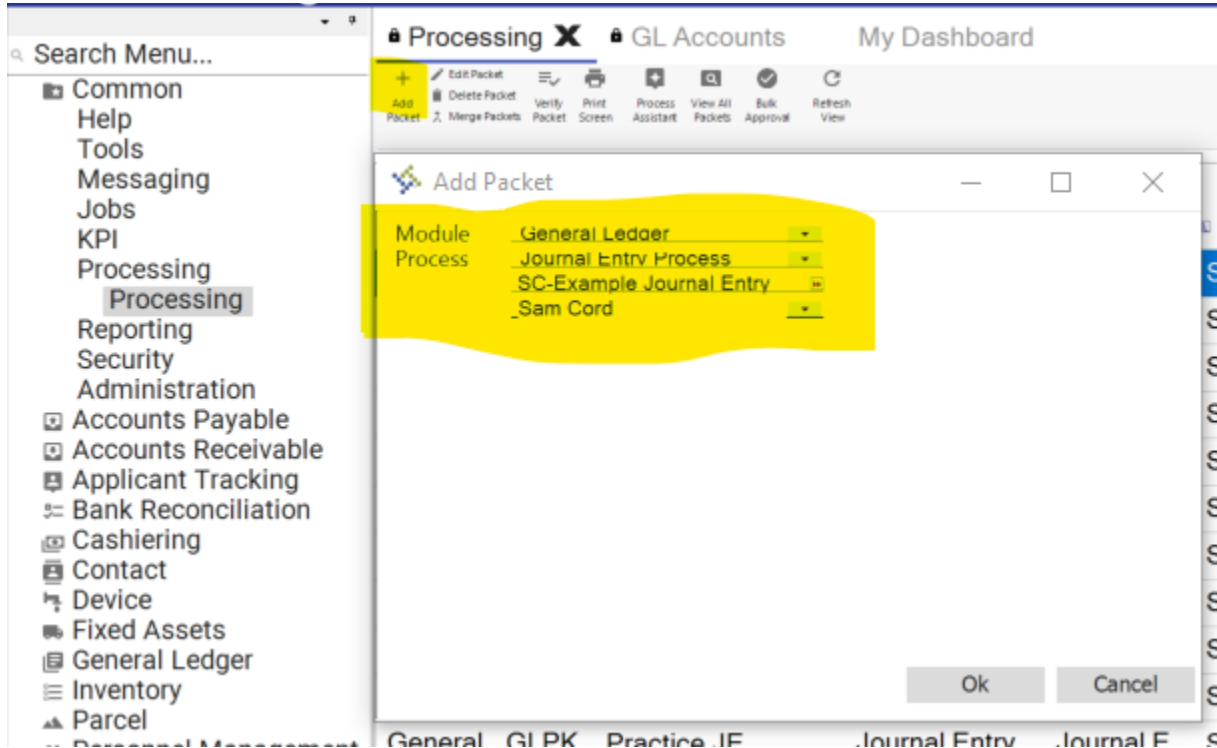 Search Menu...
Common
Help
Tools
Messaging
Jobs
KPI
Processing
Processing
Reporting
Security
Administration
Accounts Payable
Accounts Receivable
Applicant Tracking
Bank Reconciliation
Cashiering
Contact
Device
Fixed Assets
General Ledger
Inventory
Parcel
Personnel Management
Processing X GL Accounts My Dashboard
Add Packet
Edit Packet
Delete Packet
Merge Packets
Verify Packet
Print Screen
Process Assistant
View All Packets
Bulk Approval
Refresh View
Add Packet
Module General Ledger
Process Journal Entry Process
SC-Example Journal Entry
_Sam Cord
Ok Cancel
General GLPK Practice JE Journal Entry Journal E